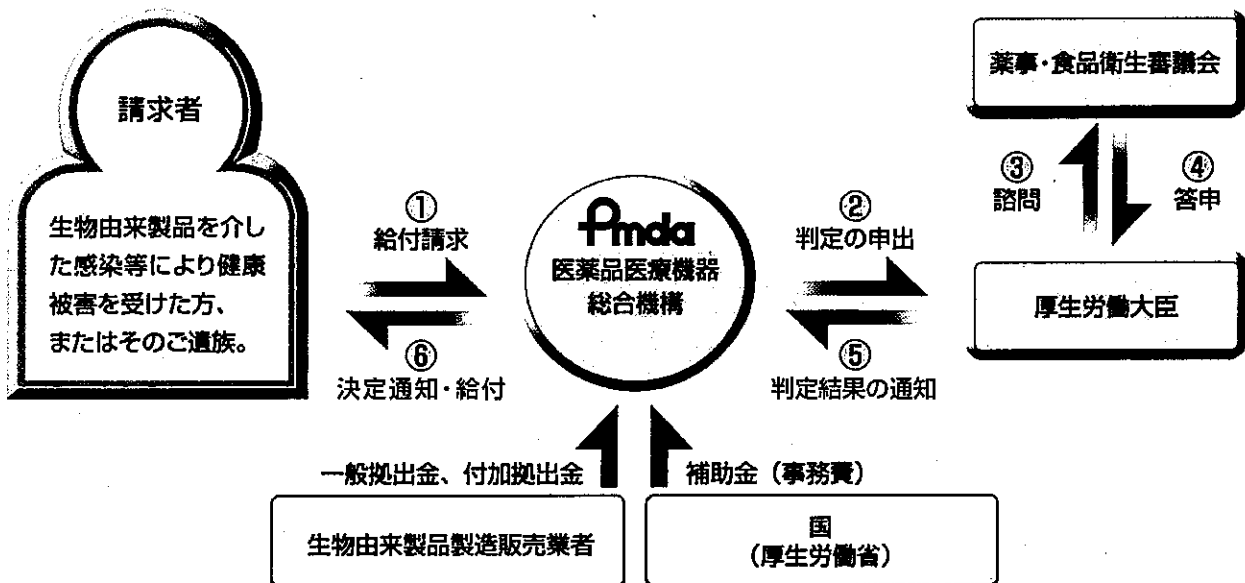 請求者
生物由来製品を介し
た感染等により健康
被害を受けた方、
またはそのご遺族。
①
給付請求
⑥
決定通知・給付
Pmda
医薬品医療機器
総合機構
②
判定の申出
⑤
判定結果の通知
薬事・食品衛生審議会
③
諮問
④
答申
厚生労働大臣
一般拠出金、付加拠出金
補助金（事務費）
生物由来製品製造販売業者
国
（厚生労働省）